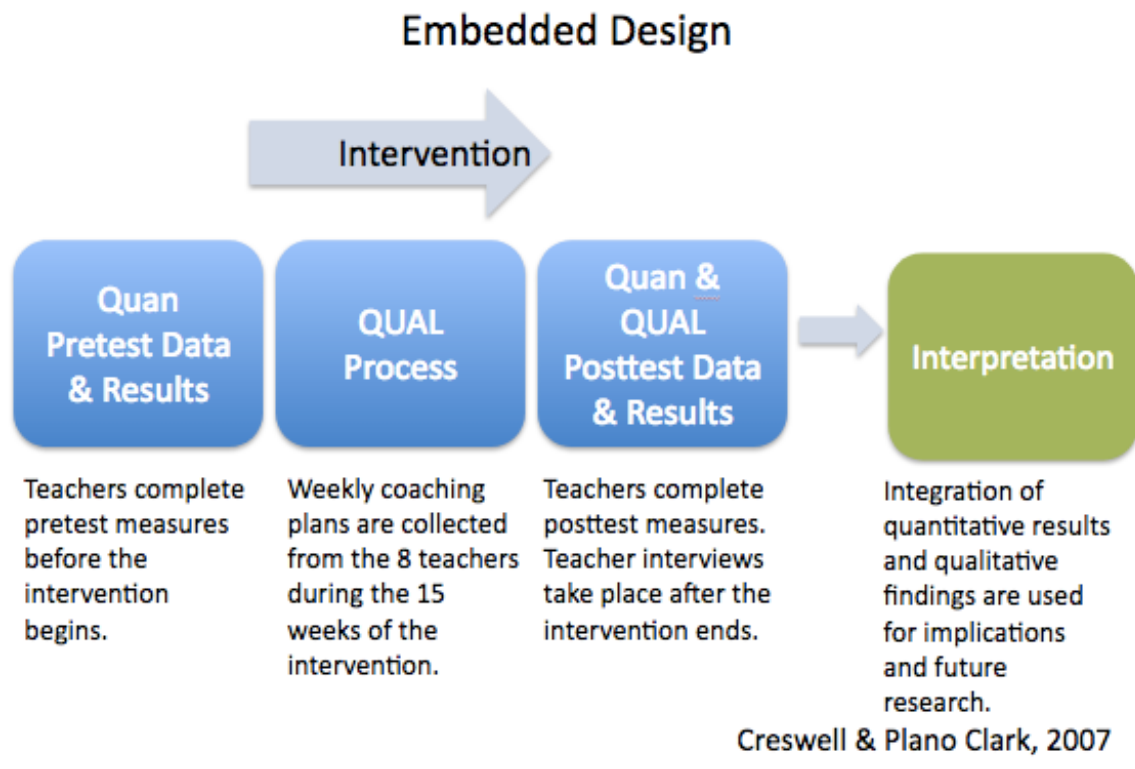 Embedded Design
Intervention
Quan
Pretest Data
& Results
QUAL
Process
Quan &
QUAL
Posttest Data
& Results
Interpretation
Teachers complete
pretest measures
before the
intervention
begins.
Weekly coaching
plans are collected
from the 8 teachers
during the 15
weeks of the
intervention.
Teachers complete
posttest measures.
Teacher interviews
take place after the
intervention ends.
Integration of
quantitative results
and qualitative
findings are used
for implications
and future
research.
Creswell & Plano Clark, 2007